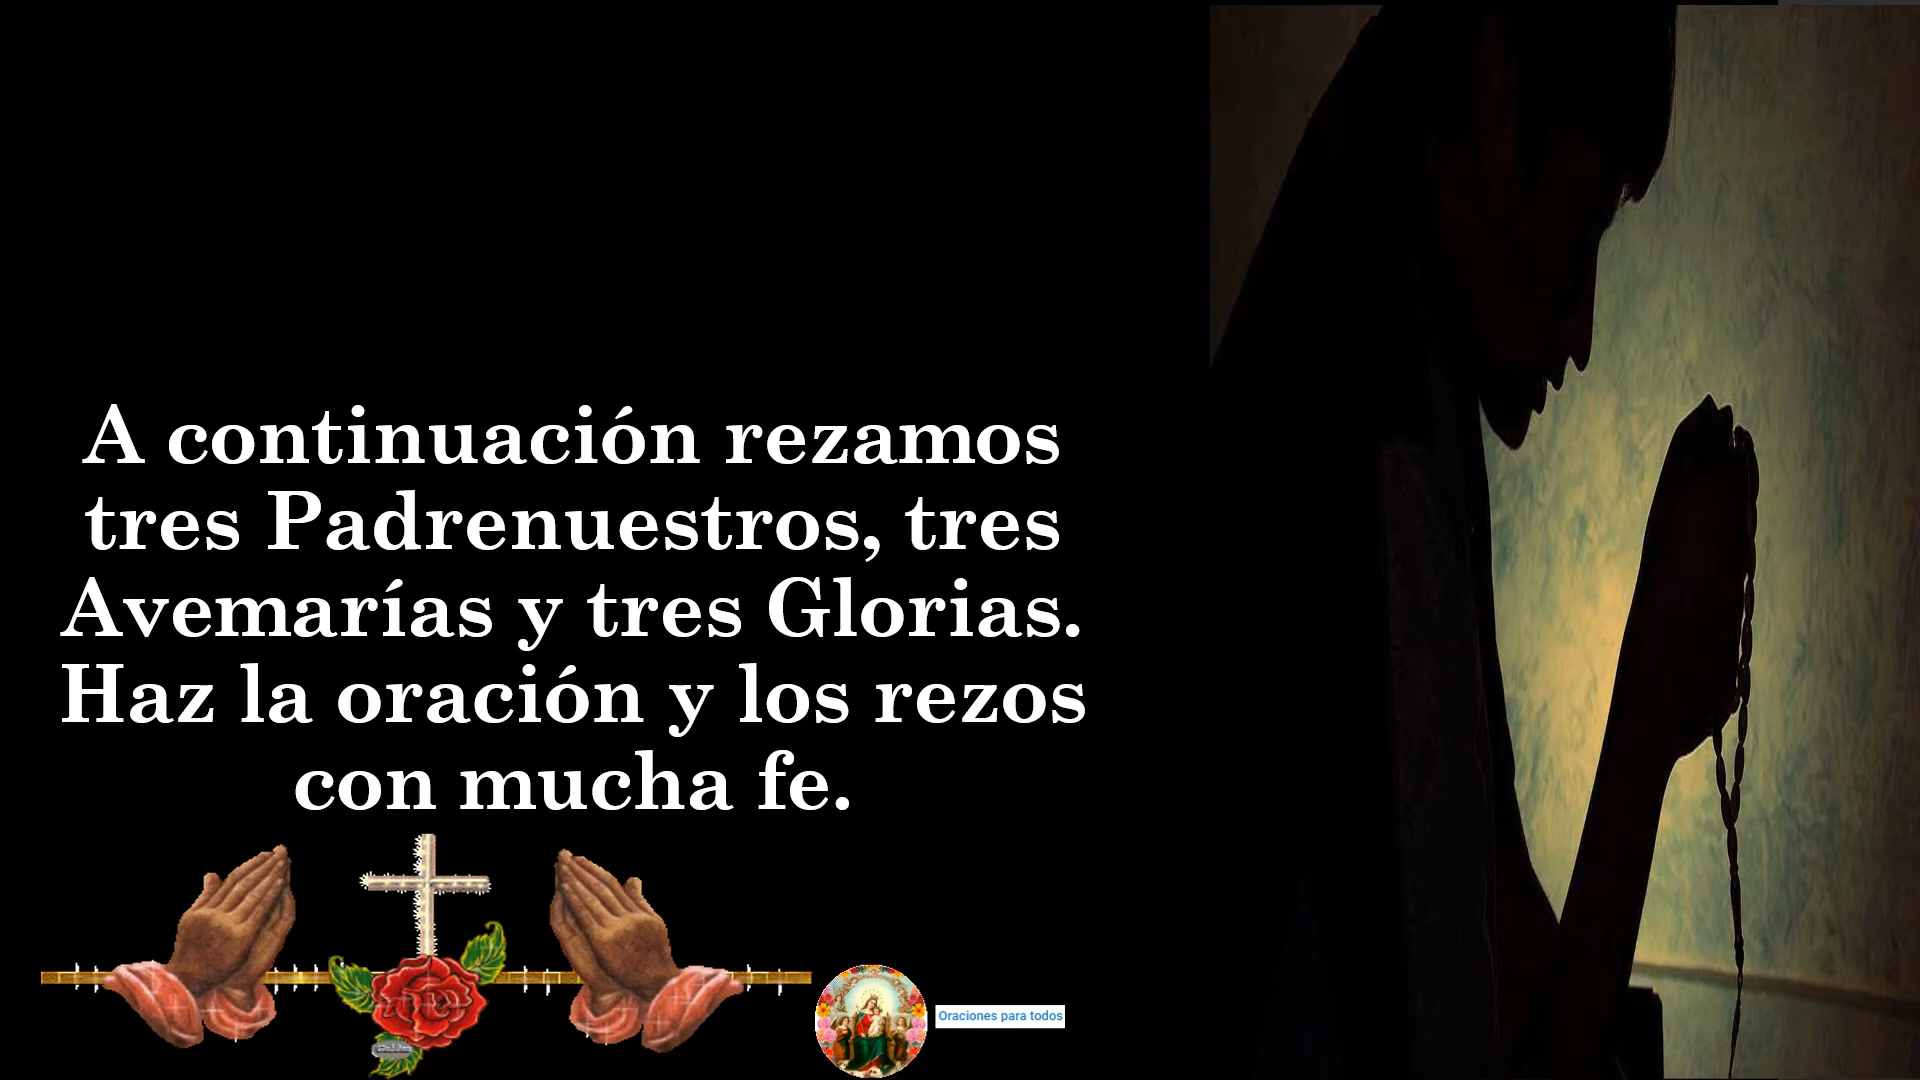 A continuación rezamos
tres Padrenuestros, tres
Avemarías y tres Glorias.
Haz la oración y los rezos
con mucha fe.
Oraciones para todos